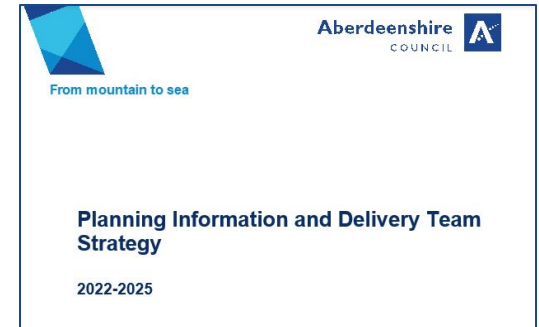 Aberdeenshire
COUNCIL
From mountain to sea
Planning Information and Delivery Team
Strategy
2022-2025